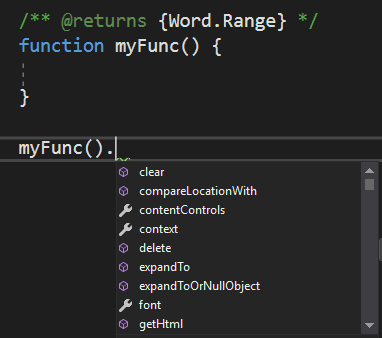 /** @returns {Word.Range} */
function myFunc() {
}
myFunc().
clear
compareLocationWith
contentControls
context
delete
expandTo
expandToOrNullObject
font
getHtml